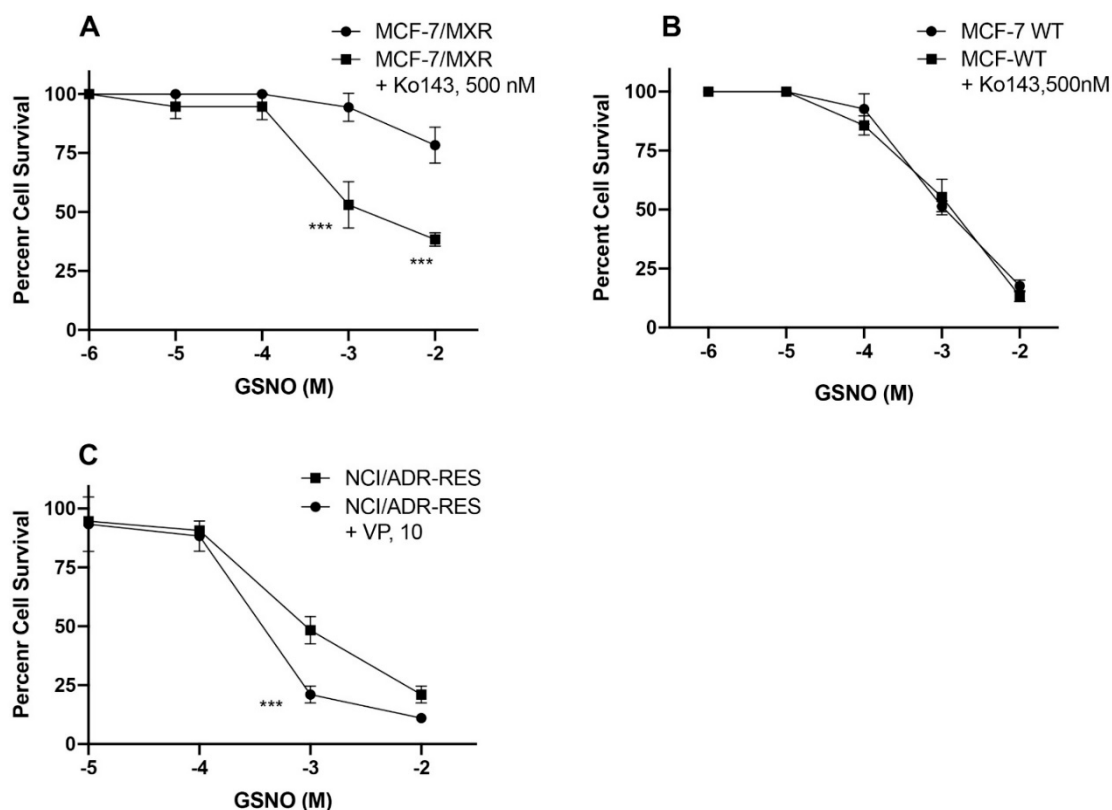 A
MCF-7/MXR
MCF-7/MXR
+ Ko143, 500 nM
Percenr Cell Survival
100
75
50
25
0
***
***
-6 -5 -4 -3 -2
GSNO (M)
B
MCF-7 WT
MCF-WT
+ Ko143,500nM
Percent Cell Survival
100
75
50
25
0
-6 -5 -4 -3 -2
GSNO (M)
C
NCI/ADR-RES
NCI/ADR-RES
+ VP, 10
Percenr Cell Survival
100
75
50
25
0
***
-5 -4 -3 -2
GSNO (M)